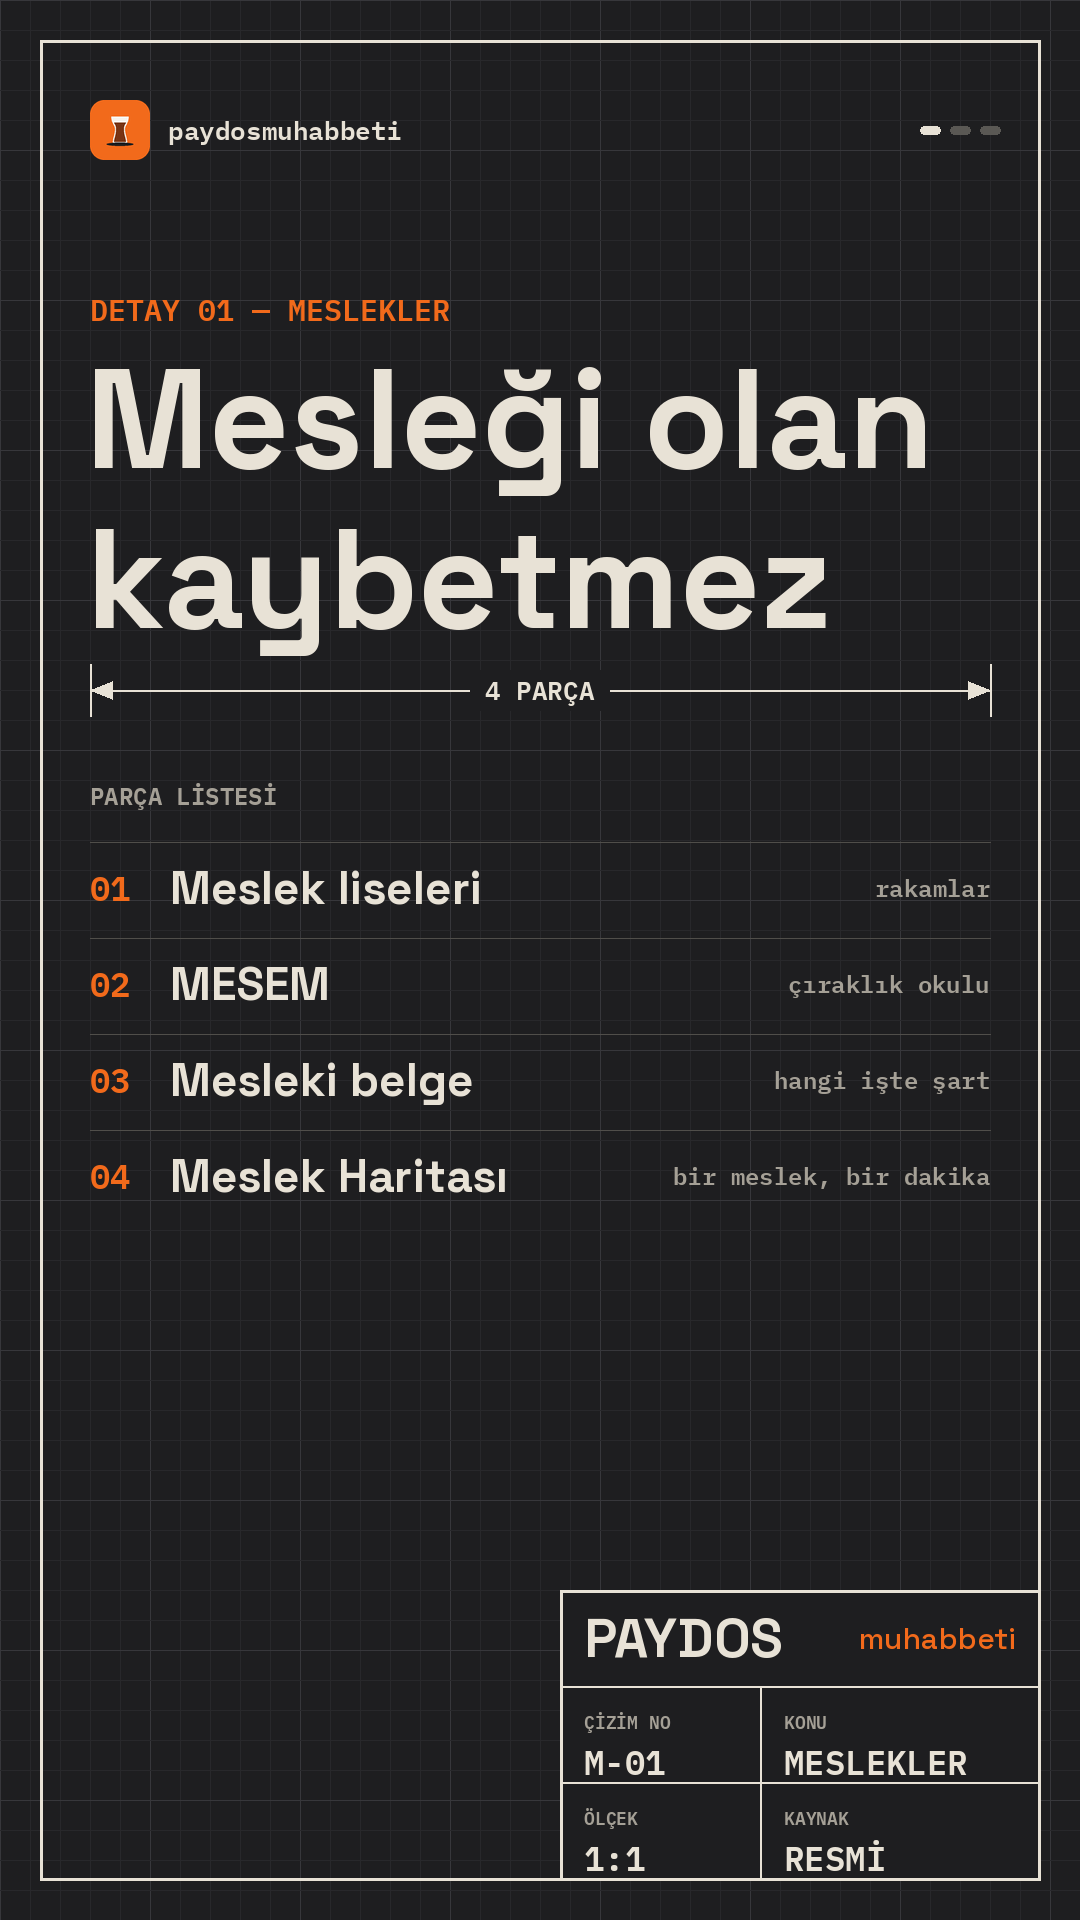 paydosmuhabbeti
DETAY 01 — MESLEKLER
Mesleği olan
kaybetmez
4 PARÇA
PARÇA LİSTESİ
01 Meslek liseleri rakamlar
02 MESEM çıraklık okulu
03 Mesleki belge hangi işte şart
04 Meslek Haritası bir meslek, bir dakika
PAYDOS muhabbeti
ÇİZİM NO KONU
M-01 MESLEKLER
ÖLÇEK KAYNAK
1:1 RESMİ